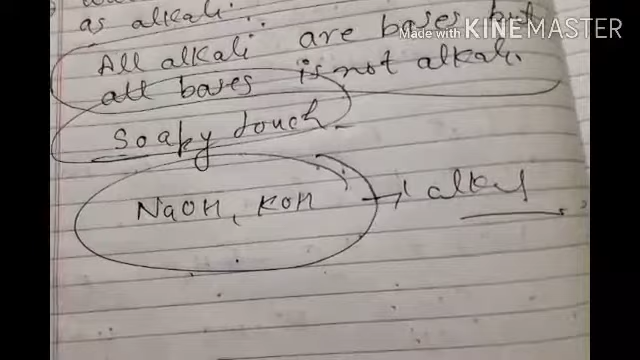 as alkali.
Made with KINEMASTER
All alkali are bases but
all bases is not alkali.
Soapy touch.
NaOH, KOH → alkal